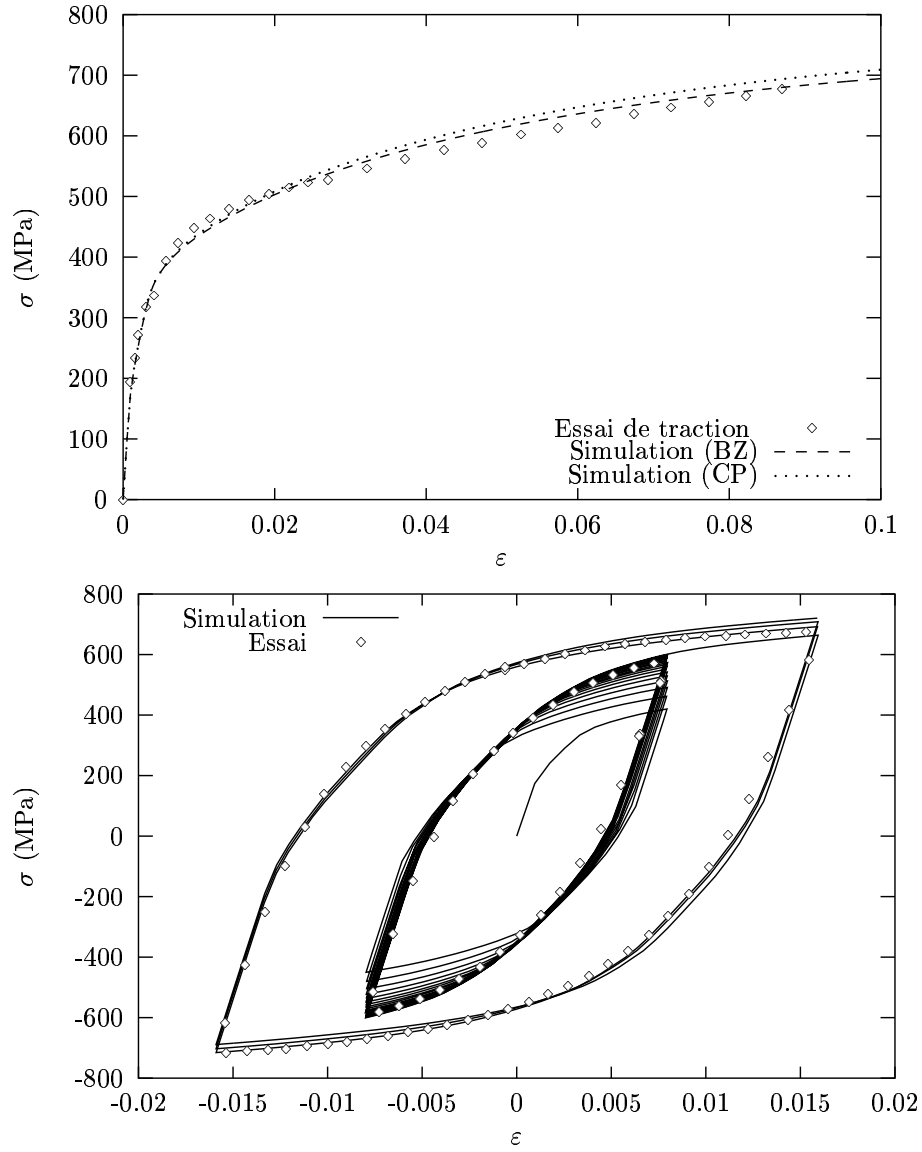 800
700
600
500
400
300
200
100
0
σ (MPa)
Essai de traction
Simulation (BZ)
Simulation (CP)
0 0.02 0.04 0.06 0.08 0.1
ε
800
600
400
200
0
-200
-400
-600
-800
σ (MPa)
Simulation
Essai
-0.02 -0.015 -0.01 -0.005 0 0.005 0.01 0.015 0.02
ε